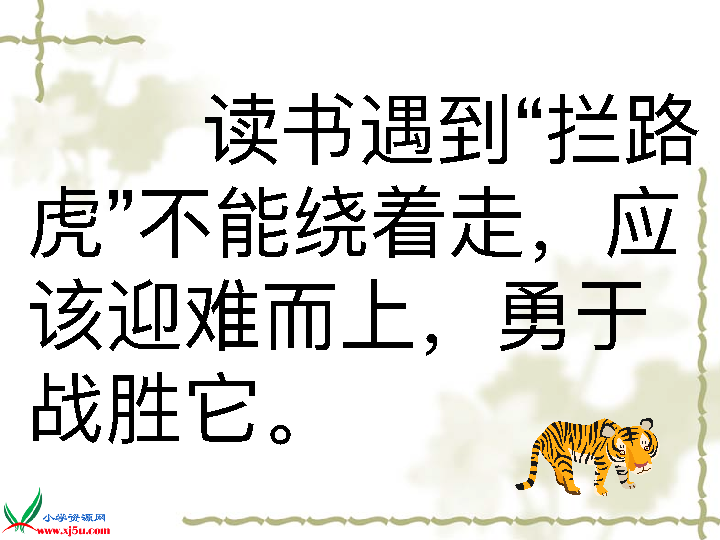 读书遇到“拦路
虎”不能绕着走，应
该迎难而上，勇于
战胜它。
小学资源网
www.xj5u.com